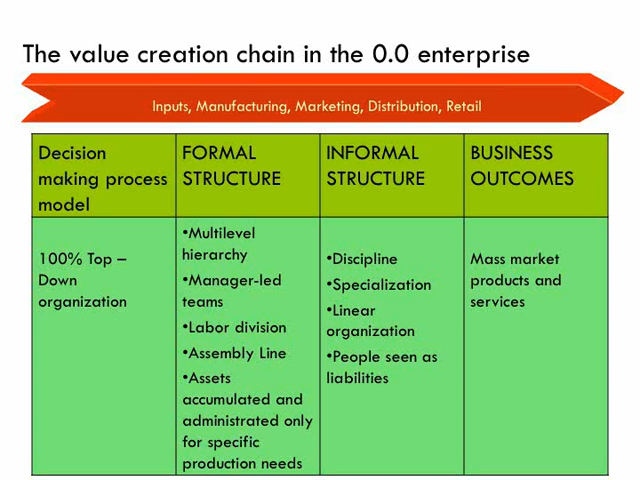 The value creation chain in the 0.0 enterprise
Inputs, Manufacturing, Marketing, Distribution, Retail
Decision
making process
model
FORMAL
STRUCTURE
INFORMAL
STRUCTURE
BUSINESS
OUTCOMES
100% Top –
Down
organization
•Multilevel
hierarchy
•Manager-led
teams
•Labor division
•Assembly Line
•Assets
accumulated and
administrated only
for specific
production needs
•Discipline
•Specialization
•Linear
organization
•People seen as
liabilities
Mass market
products and
services